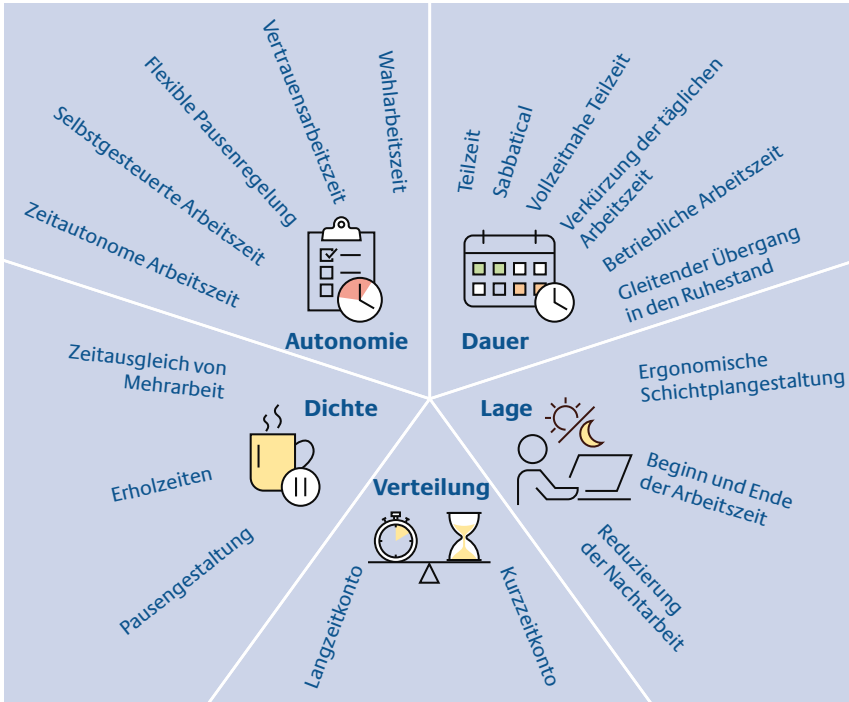 Zeitautonome Arbeitszeit
Selbstgesteuerte Arbeitszeit
Flexible Pausenregelung
Vertrauensarbeitszeit
Wahlarbeitszeit
Autonomie
Teilzeit
Sabbatical
Vollzeitnahe Teilzeit
Verkürzung der täglichen
Arbeitszeit
Betriebliche Arbeitszeit
Gleitender Übergang
in den Ruhestand
Dauer
Zeitausgleich von
Mehrarbeit
Erholzeiten
Pausengestaltung
Dichte
Lage
Ergonomische
Schichtplangestaltung
Beginn und Ende
der Arbeitszeit
Reduzierung
der Nachtarbeit
Verteilung
Langzeitkonto
Kurzzeitkonto